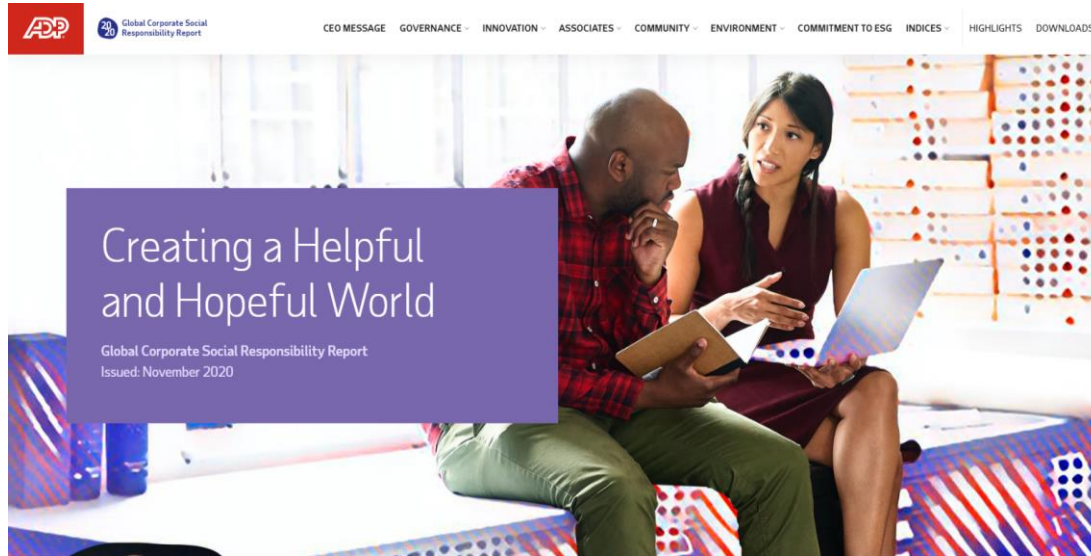 ADP
2020
Global Corporate Social
Responsibility Report
CEO MESSAGE GOVERNANCE INNOVATION ASSOCIATES COMMUNITY ENVIRONMENT COMMITMENT TO ESG INDICES HIGHLIGHTS DOWNLOADS
Creating a Helpful
and Hopeful World
Global Corporate Social Responsibility Report
Issued: November 2020